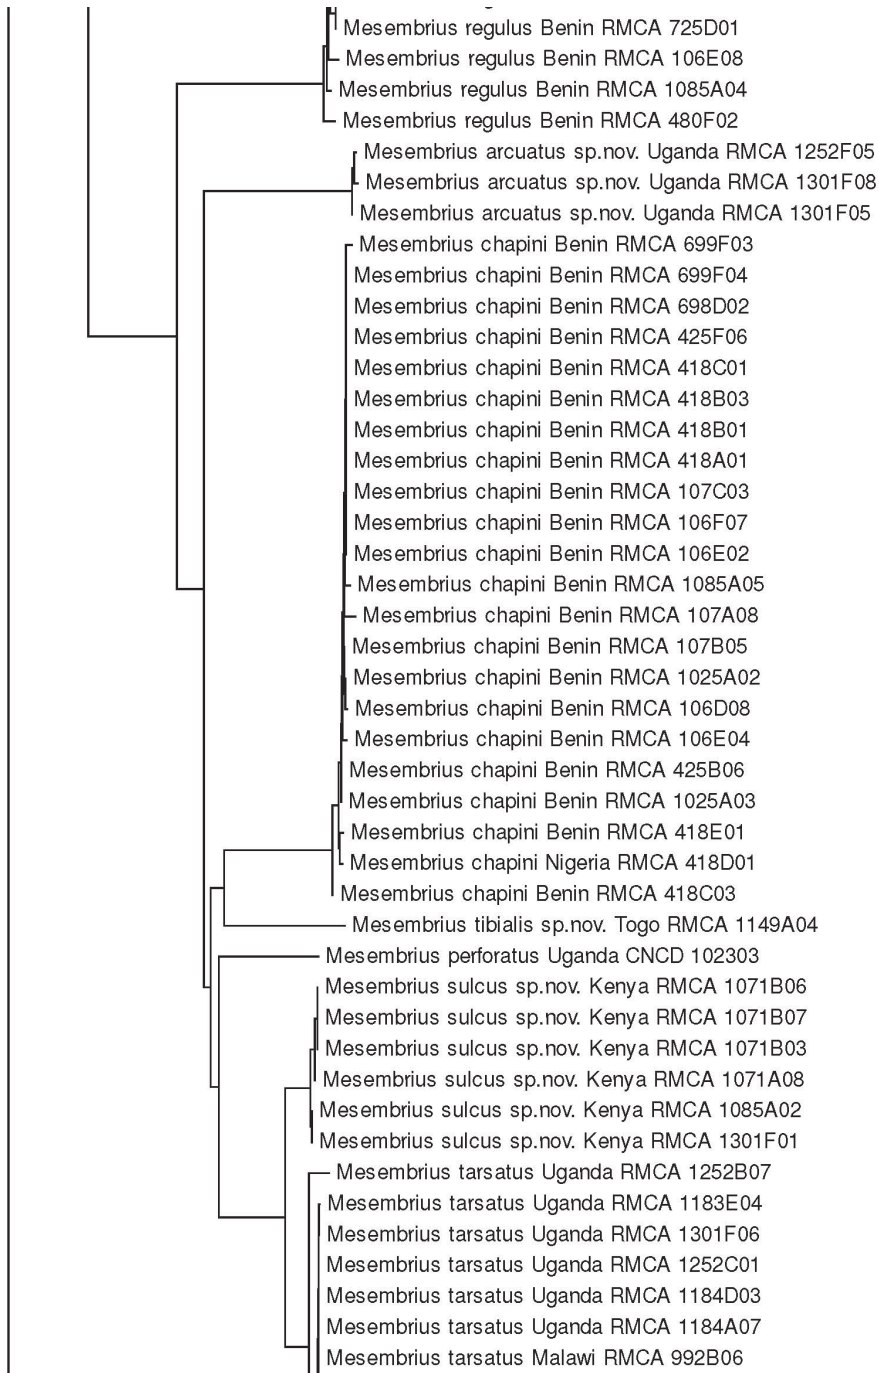 Mesembrius regulus Benin RMCA 725D01
Mesembrius regulus Benin RMCA 106E08
Mesembrius regulus Benin RMCA 1085A04
Mesembrius regulus Benin RMCA 480F02
Mesembrius arcuatus sp.nov. Uganda RMCA 1252F05
Mesembrius arcuatus sp.nov. Uganda RMCA 1301F08
Mesembrius arcuatus sp.nov. Uganda RMCA 1301F05
Mesembrius chapini Benin RMCA 699F03
Mesembrius chapini Benin RMCA 699F04
Mesembrius chapini Benin RMCA 698D02
Mesembrius chapini Benin RMCA 425F06
Mesembrius chapini Benin RMCA 418C01
Mesembrius chapini Benin RMCA 418B03
Mesembrius chapini Benin RMCA 418B01
Mesembrius chapini Benin RMCA 418A01
Mesembrius chapini Benin RMCA 107C03
Mesembrius chapini Benin RMCA 106F07
Mesembrius chapini Benin RMCA 106E02
Mesembrius chapini Benin RMCA 1085A05
Mesembrius chapini Benin RMCA 107A08
Mesembrius chapini Benin RMCA 107B05
Mesembrius chapini Benin RMCA 1025A02
Mesembrius chapini Benin RMCA 106D08
Mesembrius chapini Benin RMCA 106E04
Mesembrius chapini Benin RMCA 425B06
Mesembrius chapini Benin RMCA 1025A03
Mesembrius chapini Benin RMCA 418E01
Mesembrius chapini Nigeria RMCA 418D01
Mesembrius chapini Benin RMCA 418C03
Mesembrius tibialis sp.nov. Togo RMCA 1149A04
Mesembrius perforatus Uganda CNCD 102303
Mesembrius sulcus sp.nov. Kenya RMCA 1071B06
Mesembrius sulcus sp.nov. Kenya RMCA 1071B07
Mesembrius sulcus sp.nov. Kenya RMCA 1071B03
Mesembrius sulcus sp.nov. Kenya RMCA 1071A08
Mesembrius sulcus sp.nov. Kenya RMCA 1085A02
Mesembrius sulcus sp.nov. Kenya RMCA 1301F01
Mesembrius tarsatus Uganda RMCA 1252B07
Mesembrius tarsatus Uganda RMCA 1183E04
Mesembrius tarsatus Uganda RMCA 1301F06
Mesembrius tarsatus Uganda RMCA 1252C01
Mesembrius tarsatus Uganda RMCA 1184D03
Mesembrius tarsatus Uganda RMCA 1184A07
Mesembrius tarsatus Malawi RMCA 992B06